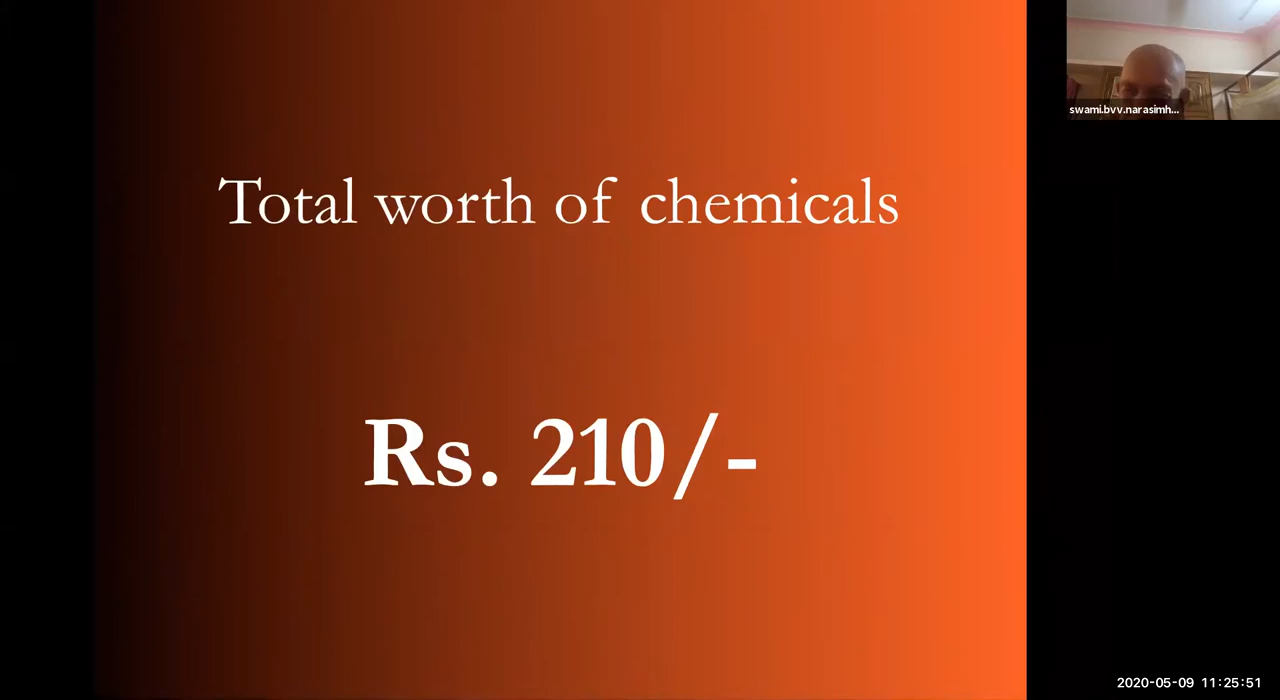 swami.bvv.narasimh...
Total worth of chemicals
Rs. 210/-
2020-05-09 11:25:51